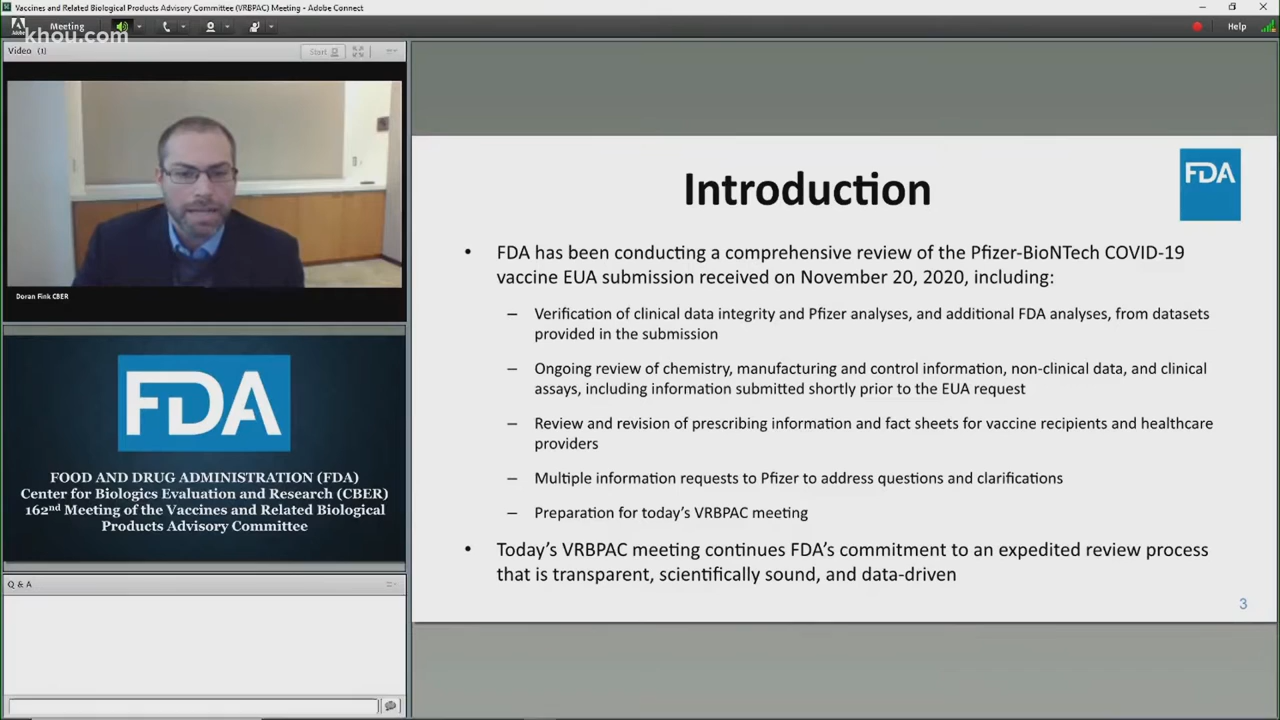 Vaccines and Related Biological Products Advisory Committee (VRBPAC) Meeting - Adobe Connect
Meeting
Help
khou.com
Video (1)
Start
Doran Fink CBER
FDA
FOOD AND DRUG ADMINISTRATION (FDA)
Center for Biologics Evaluation and Research (CBER)
162nd Meeting of the Vaccines and Related Biological
Products Advisory Committee
Q & A
Introduction
FDA
• FDA has been conducting a comprehensive review of the Pfizer-BioNTech COVID-19
vaccine EUA submission received on November 20, 2020, including:
– Verification of clinical data integrity and Pfizer analyses, and additional FDA analyses, from datasets
provided in the submission
– Ongoing review of chemistry, manufacturing and control information, non-clinical data, and clinical
assays, including information submitted shortly prior to the EUA request
– Review and revision of prescribing information and fact sheets for vaccine recipients and healthcare
providers
– Multiple information requests to Pfizer to address questions and clarifications
– Preparation for today's VRBPAC meeting
• Today's VRBPAC meeting continues FDA's commitment to an expedited review process
that is transparent, scientifically sound, and data-driven
3